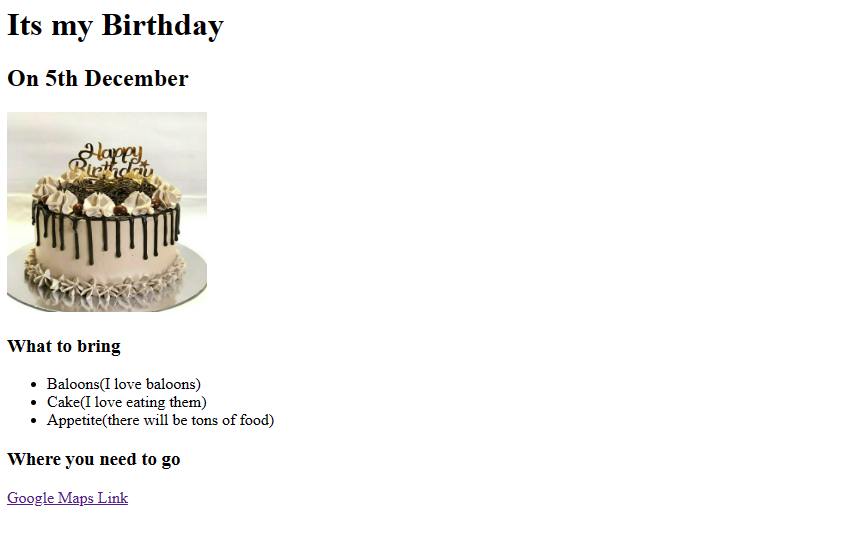 Its my Birthday
On 5th December
Happy
Birthday
What to bring
Baloons(I love baloons)
Cake(I love eating them)
Appetite(there will be tons of food)
Where you need to go
Google Maps Link